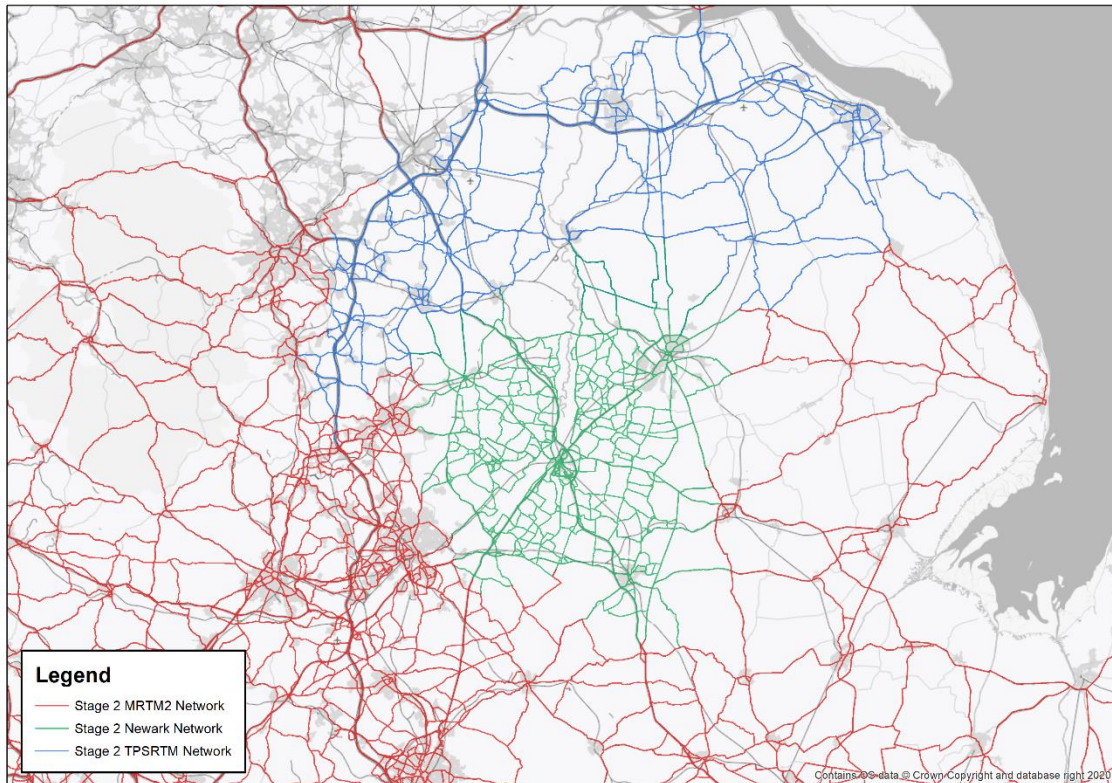 Legend
Stage 2 MRTM2 Network
Stage 2 Newark Network
Stage 2 TPSRTM Network
Contains OS data © Crown Copyright and database right 2020